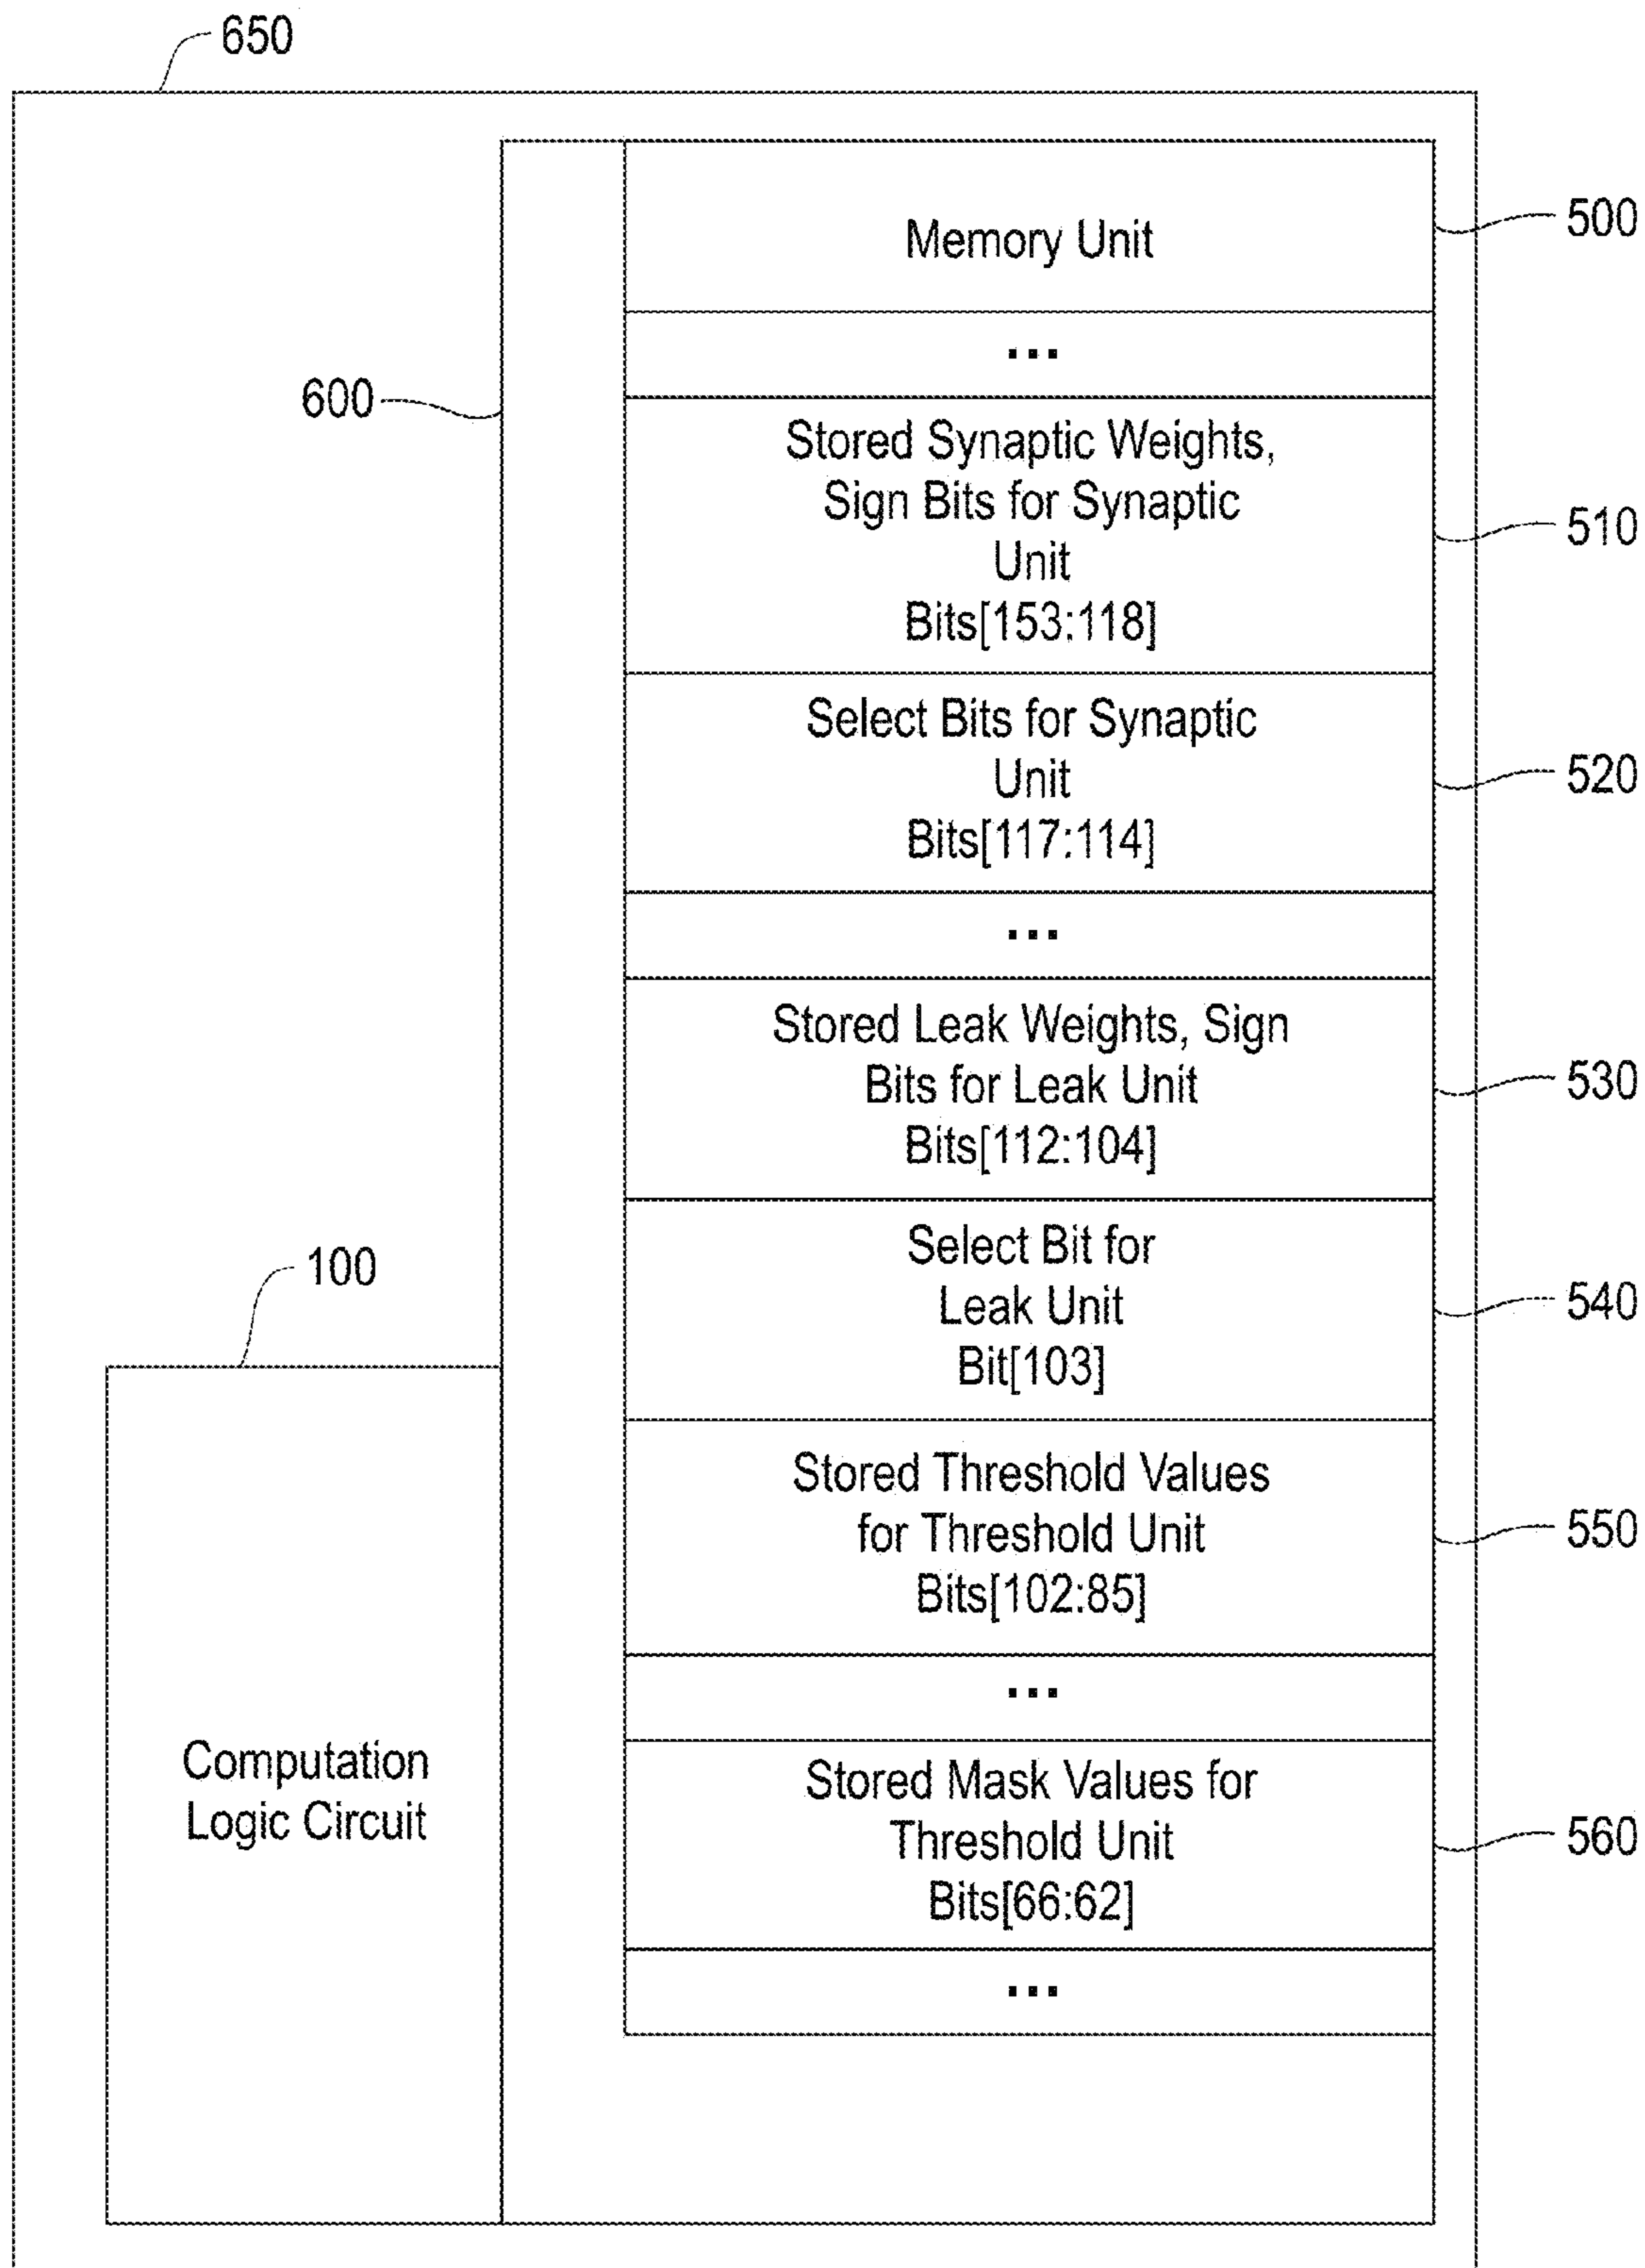 650
Memory Unit
500
...
600
Stored Synaptic Weights,
Sign Bits for Synaptic
Unit
Bits[153:118]
510
Select Bits for Synaptic
Unit
Bits[117:114]
520
...
Stored Leak Weights, Sign
Bits for Leak Unit
Bits[112:104]
530
Select Bit for
Leak Unit
Bit[103]
540
100
Stored Threshold Values
for Threshold Unit
Bits[102:85]
550
...
Computation
Logic Circuit
Stored Mask Values for
Threshold Unit
Bits[66:62]
560
...